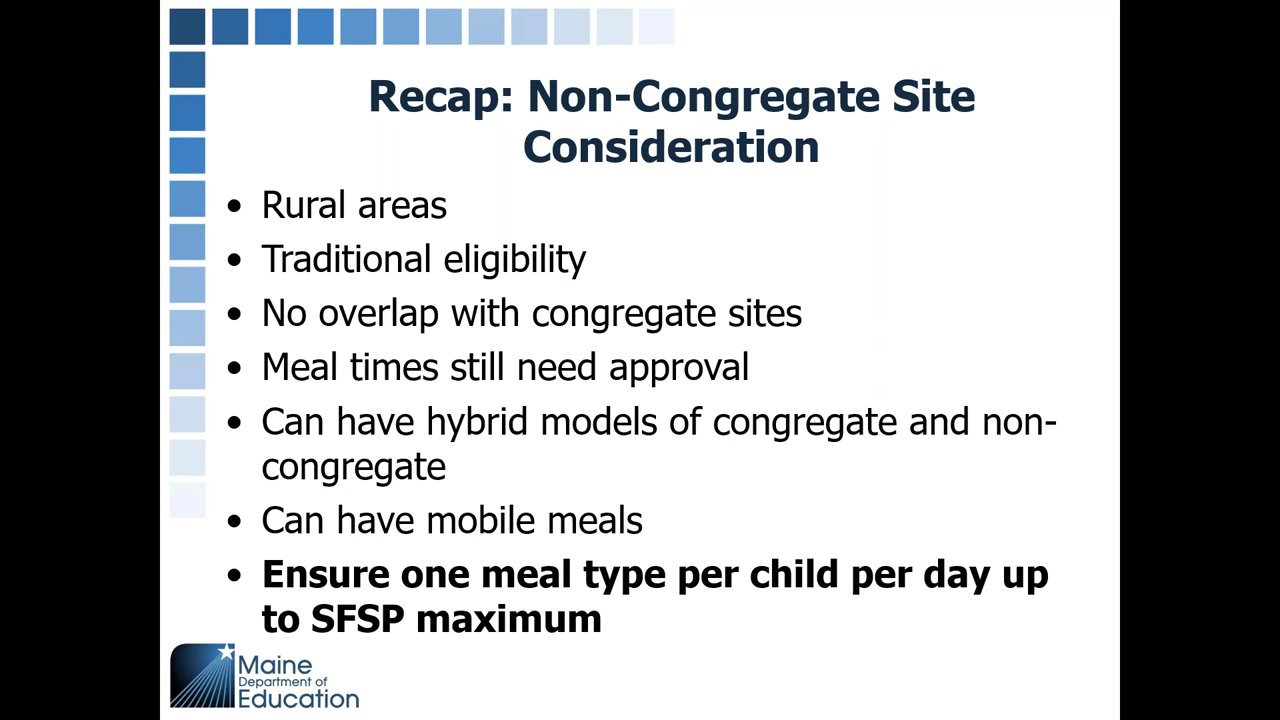 Recap: Non-Congregate Site
Consideration
• Rural areas
• Traditional eligibility
• No overlap with congregate sites
• Meal times still need approval
• Can have hybrid models of congregate and non-
congregate
• Can have mobile meals
• Ensure one meal type per child per day up
to SFSP maximum
Maine
Department of
Education